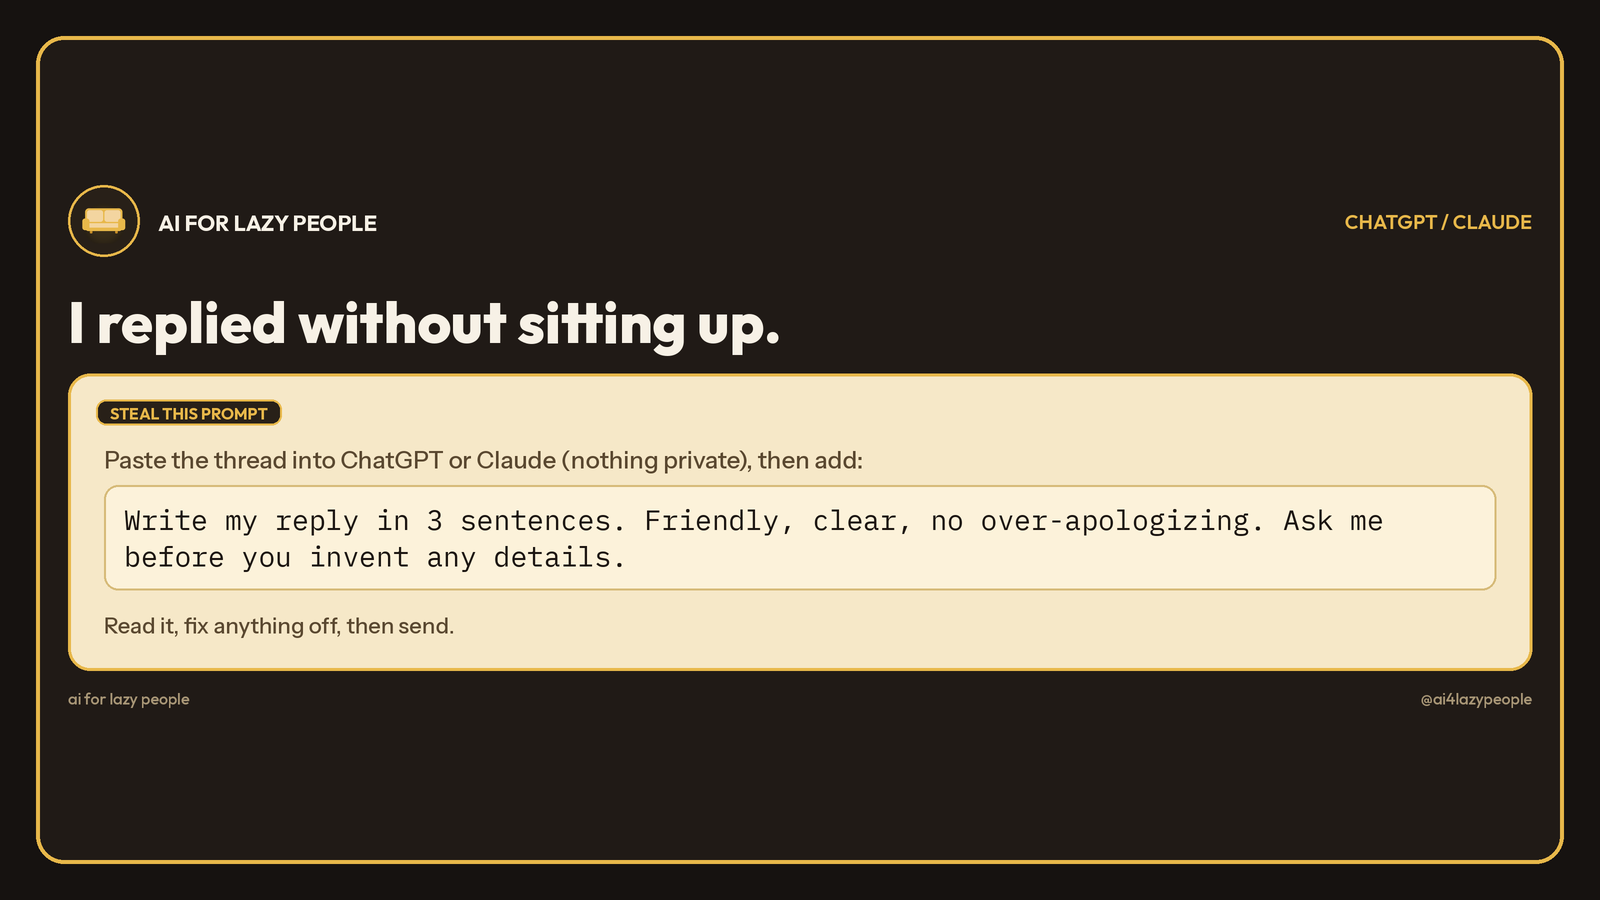 AI FOR LAZY PEOPLE
CHATGPT / CLAUDE
I replied without sitting up.
STEAL THIS PROMPT
Paste the thread into ChatGPT or Claude (nothing private), then add:
Write my reply in 3 sentences. Friendly, clear, no over-apologizing. Ask me
before you invent any details.
Read it, fix anything off, then send.
ai for lazy people
@ai4lazypeople